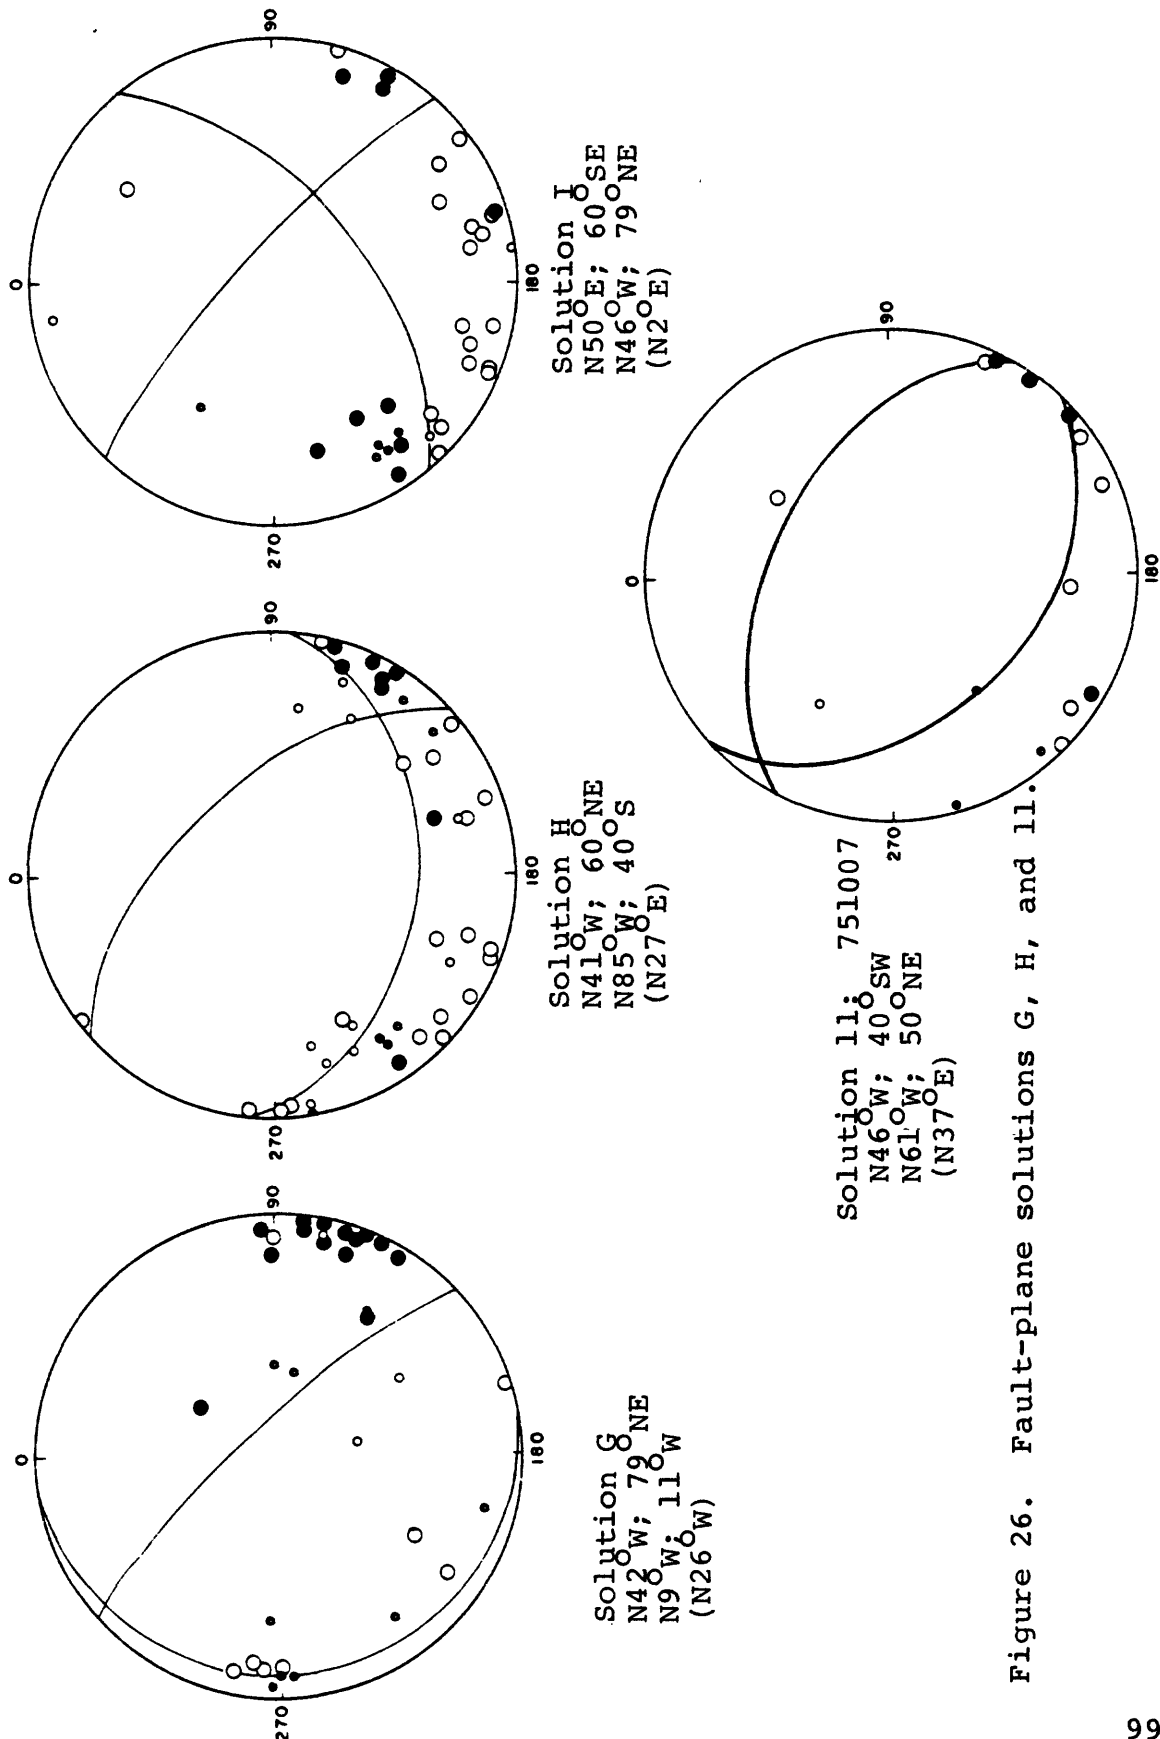 0
90
180
270
Solution G
N42°W; 79°NE
N9°W; 11°W
(N26°W)
0
90
180
270
Solution H
N41°W; 60°NE
N85°W; 40°S
(N27°E)
0
90
180
270
Solution I
N50°E; 60°SE
N46°W; 79°NE
(N2°E)
0
90
180
270
Solution 11; 751007
N46°W; 40°SW
N61°W; 50°NE
(N37°E)
Figure 26. Fault-plane solutions G, H, and 11.
99